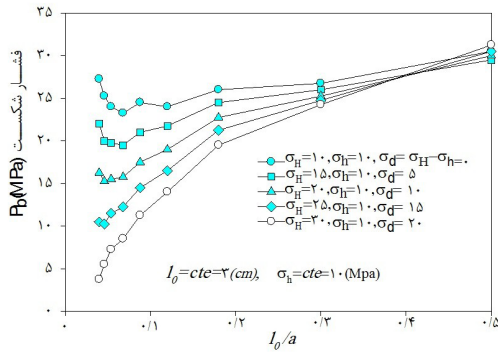 ۳۵
۳۰
۲۵
۲۰
۱۵
۱۰
۵
۰
فشـــار شکســـت
Pb(MPa)
σH=۱۰,σh=۱۰,σd= σH–σh=۰
σH=۱۵,σh=۱۰,σd= ۵
σH=۲۰,σh=۱۰,σd= ۱۰
σH=۲۵,σh=۱۰,σd= ۱۵
σH=۳۰,σh=۱۰,σd= ۲۰
l0=cte=۳(cm), σh=cte=۱۰(Mpa)
۰ ۰/۱ ۰/۲ ۰/۳ ۰/۴ ۰/۵
l0/a